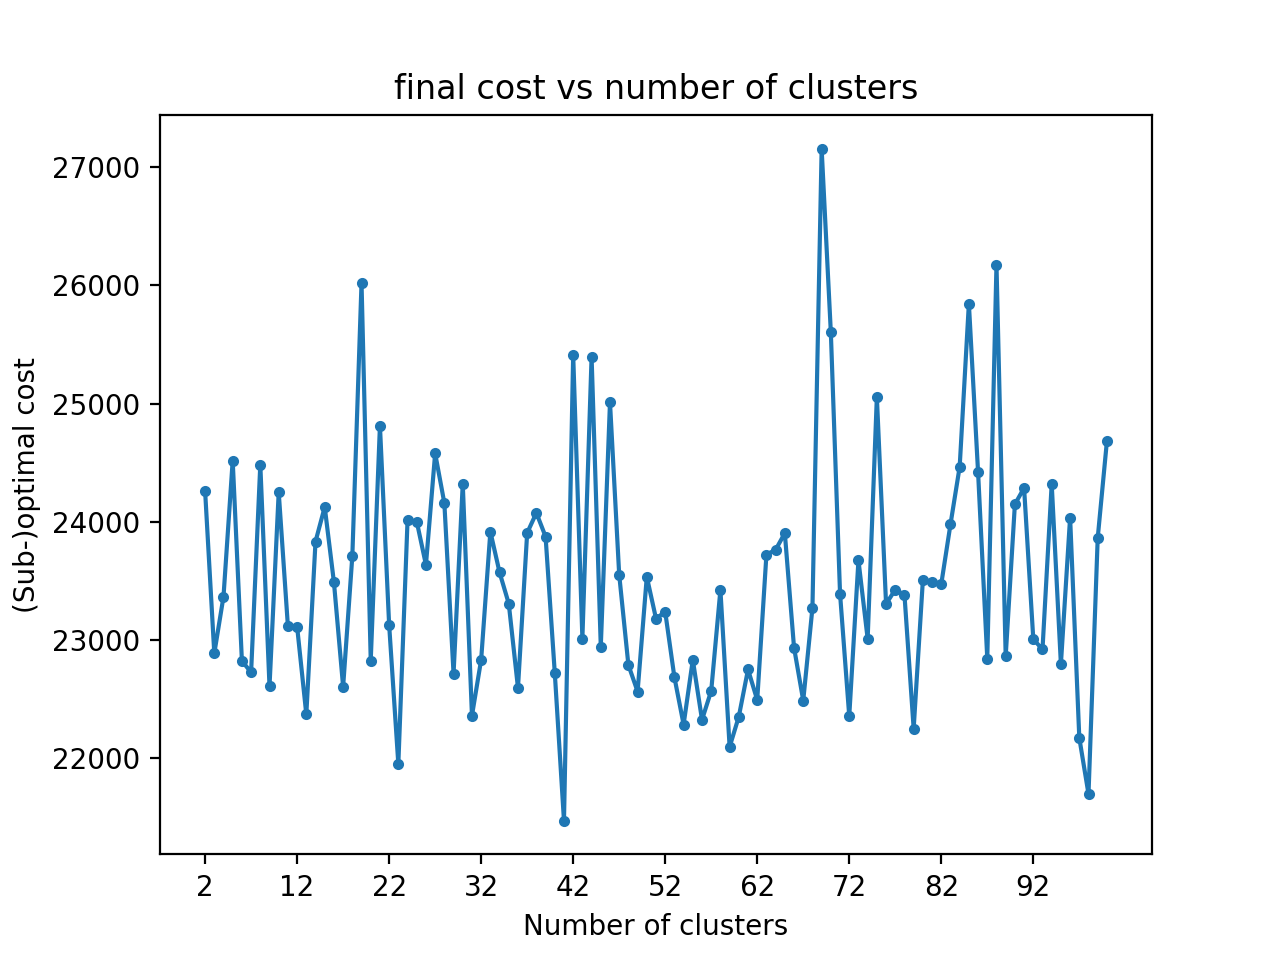 final cost vs number of clusters
27000
26000
25000
24000
23000
22000
(Sub-)optimal cost
2 12 22 32 42 52 62 72 82 92
Number of clusters